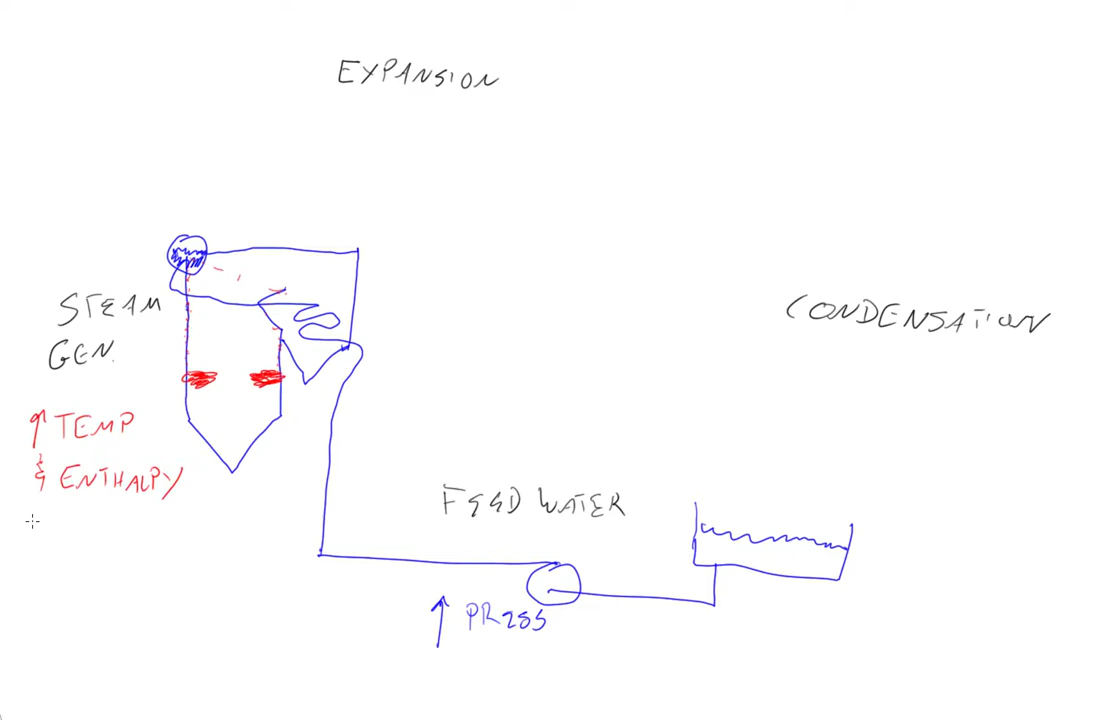 EXPANSION
STEAM
GEN.
CONDENSATION
↑ TEMP
& ENTHALPY
FEED WATER
↑ PRESS